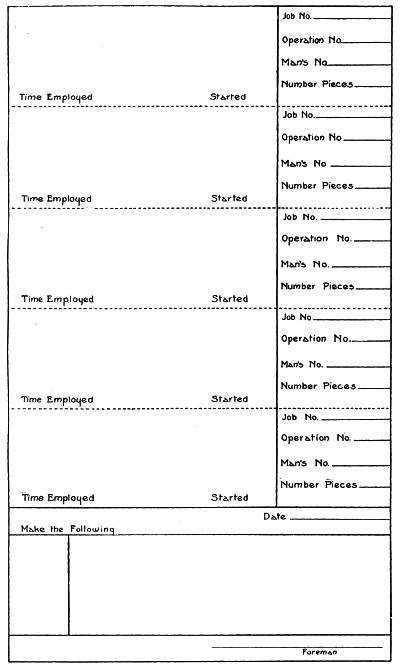 Job No.
Operation No.
Man's No.
Number Pieces
Time Employed Started
Job No.
Operation No
Man's No
Number Pieces
Time Employed Started
Job No.
Operation No.
Man's No.
Number Pieces
Time Employed Started
Job No
Operation No.
Man's No.
Number Pieces
Time Employed Started
Job No.
Operation No.
Man's No.
Number Pieces
Time Employed Started
Date
Make the Following
Foreman